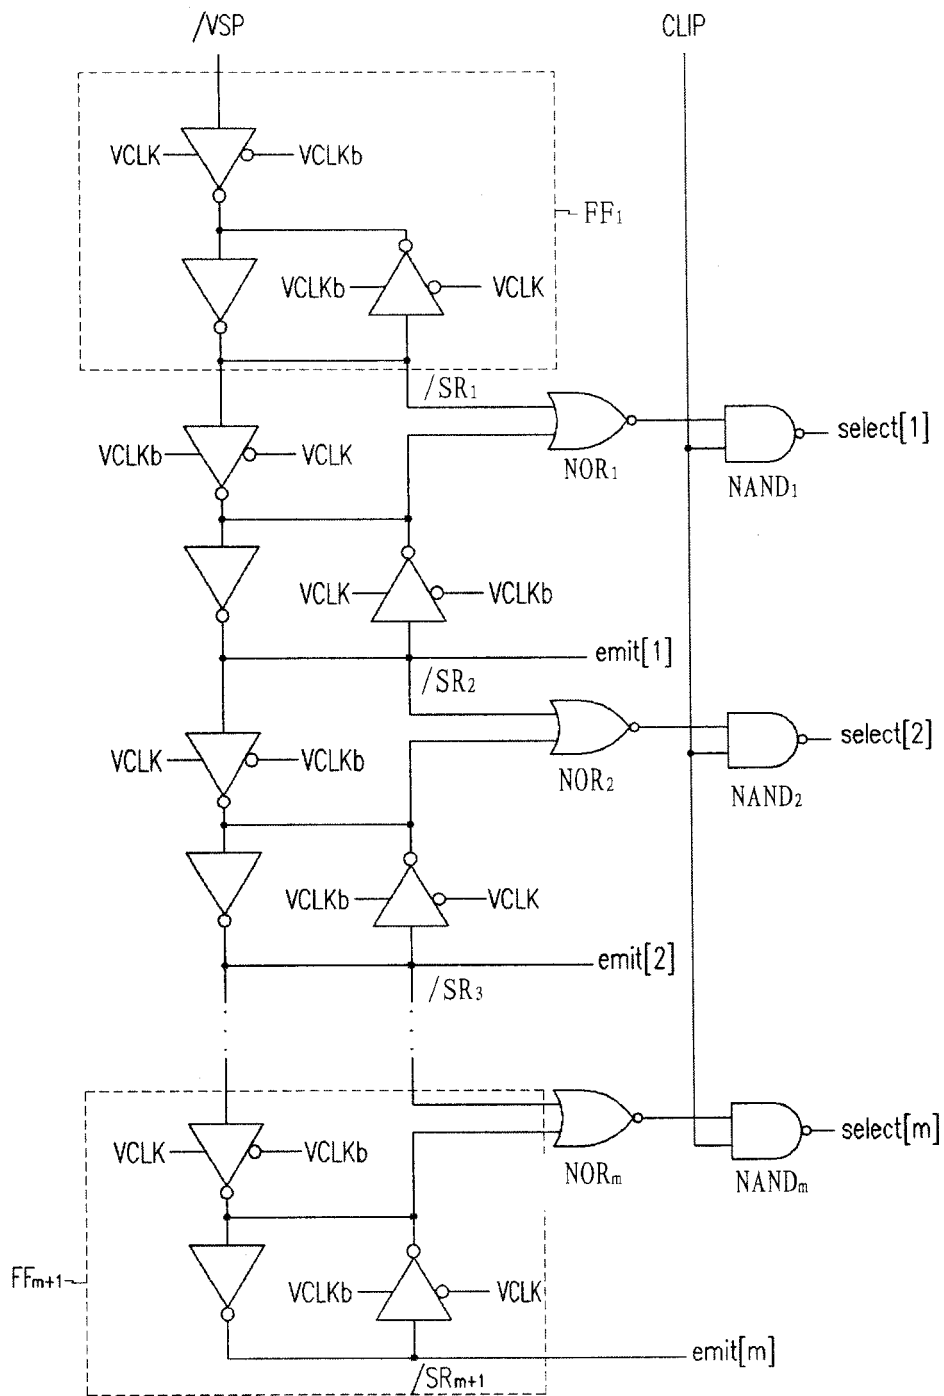 /VSP CLIP
VCLK VCLKb
FF1
VCLKb VCLK
/SR1
select[1]
VCLKb VCLK
NOR1
NAND1
VCLK VCLKb
emit[1]
/SR2
select[2]
VCLK VCLKb
NOR2
NAND2
VCLKb VCLK
emit[2]
/SR3
select[m]
VCLK VCLKb
NORm
NANDm
FFm+1
VCLKb VCLK
emit[m]
/SRm+1